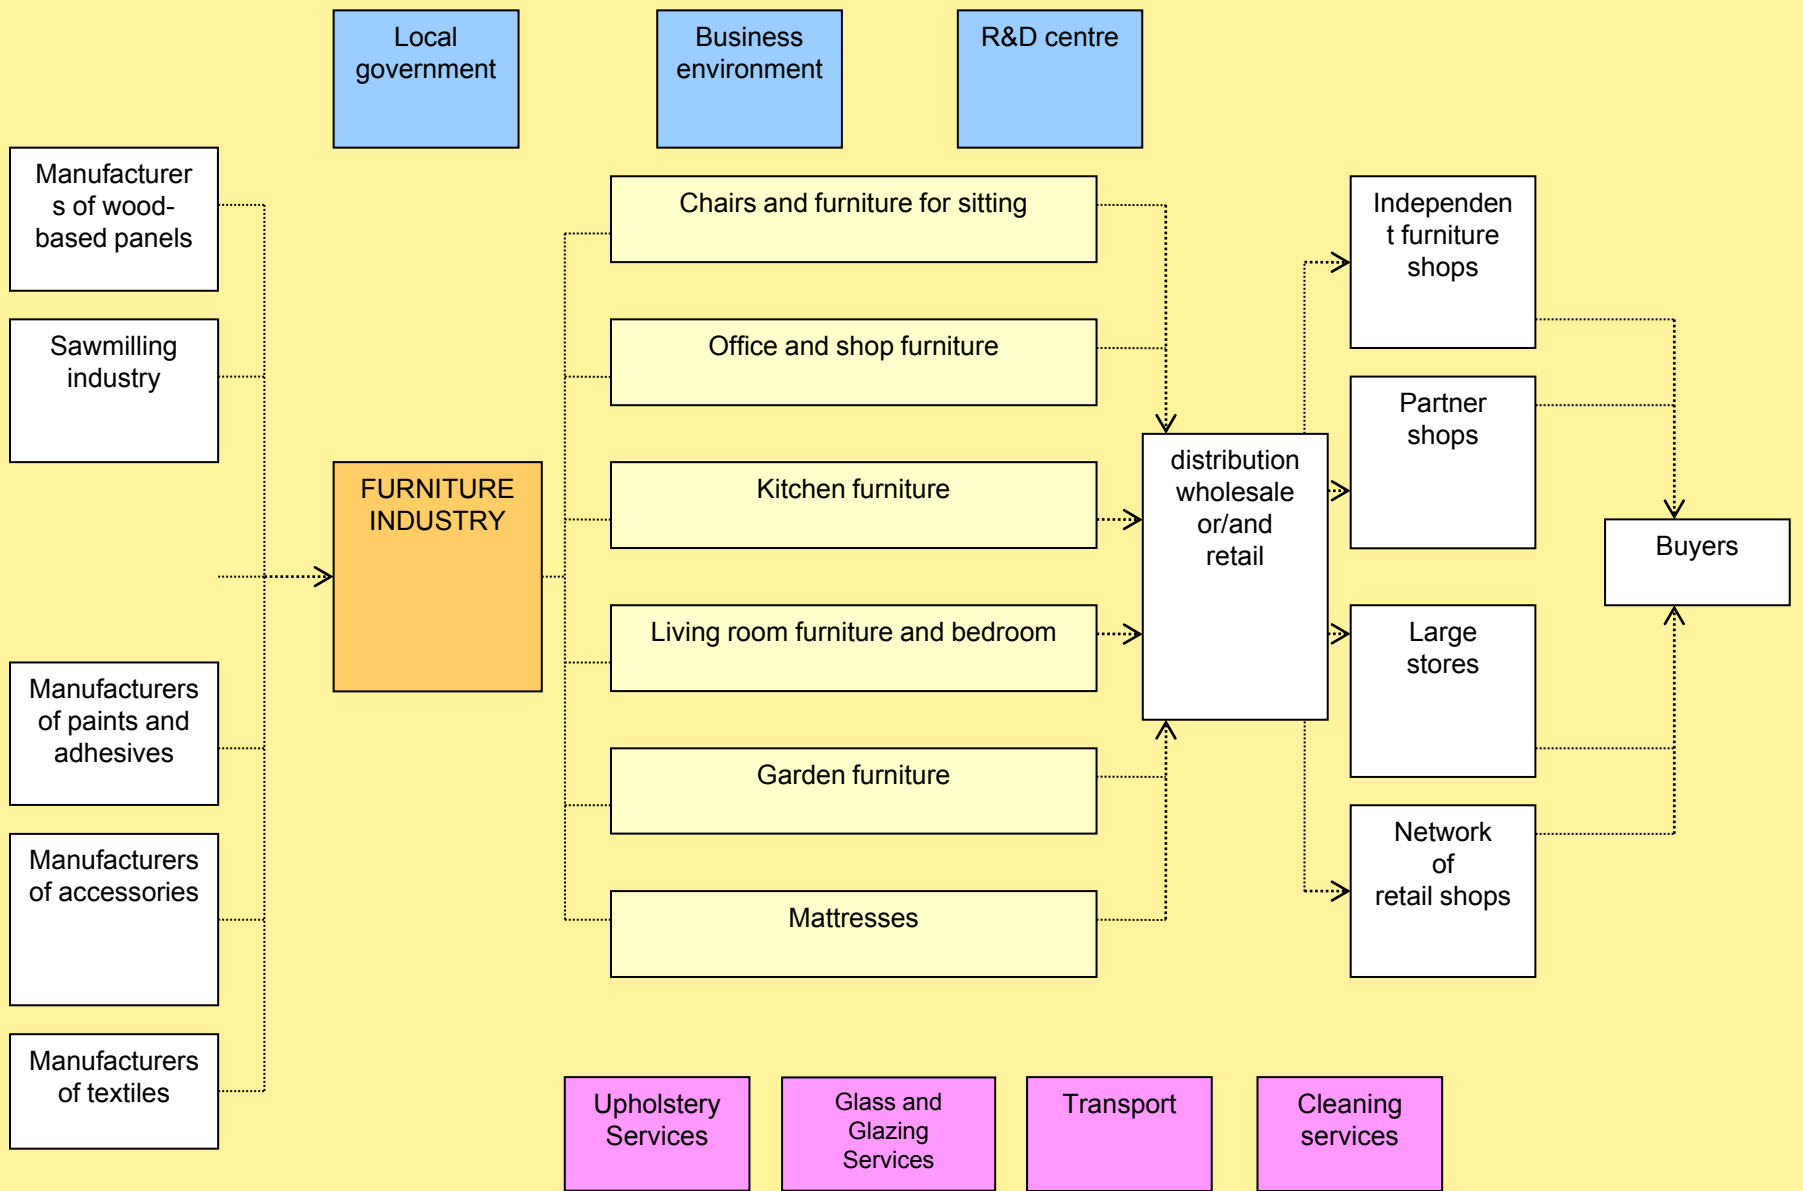 Local
government
Business
environment
R&D centre
Manufacturer
s of wood-
based panels
Sawmilling
industry
Manufacturers
of paints and
adhesives
Manufacturers
of accessories
Manufacturers
of textiles
FURNITURE
INDUSTRY
Chairs and furniture for sitting
Office and shop furniture
Kitchen furniture
Living room furniture and bedroom
Garden furniture
Mattresses
distribution
wholesale
or/and
retail
Independen
t furniture
shops
Partner
shops
Large
stores
Network
of
retail shops
Buyers
Upholstery
Services
Glass and
Glazing
Services
Transport
Cleaning
services